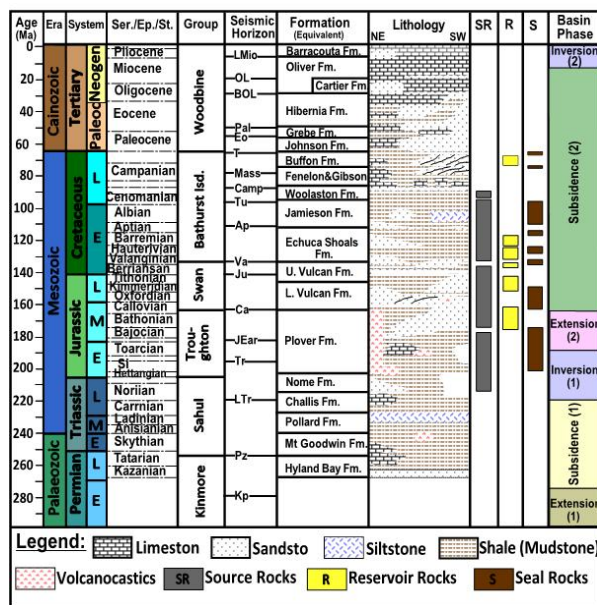 Age (Ma) Era System Ser./Ep./St. Group Seismic Horizon Formation (Equivalent) Lithology NE SW SR R S Basin Phase
0
20
40
60
80
100
120
140
160
180
200
220
240
260
280
Cainozoic
Mesozoic
Palaeozoic
Tertiary
Cretaceous
Jurassic
Triassic
Permian
Neogen
Paleoc
L
E
L
M
E
L
M
E
L
E
Pliocene
Miocene
Oligocene
Eocene
Paleocene
Campanian
Cenomanian
Albian
Aptian
Barremian
Hauterivian
Valanginian
Berriahsan
Tithonian
Kimmeridian
Oxfordian
Callovian
Bathonian
Bajocian
Toarcian
SI
Hettangian
Noriian
Carrnian
Ladinian
Anisianian
Skythian
Tatarian
Kazanian
Woodbine
Bathurst Isd.
Swan
Trou-
ghton
Sahul
Kinmore
LMio
OL
BOL
Pal
Eo
T
Mass
Camp
Tu
Ap
Va
Ju
Ca
JEar
Tr
LTr
Pz
Kp
Barracouta Fm.
Oliver Fm.
Cartier Fm.
Hibernia Fm.
Grebe Fm.
Johnson Fm.
Buffon Fm.
Fenelon&Gibson
Woolaston Fm.
Jamieson Fm.
Echuca Shoals
Fm.
U. Vulcan Fm.
L. Vulcan Fm.
Plover Fm.
Nome Fm.
Challis Fm.
Pollard Fm.
Mt Goodwin Fm.
Hyland Bay Fm.
Inversion
(2)
Subsidence (2)
Extension
(2)
Inversion
(1)
Subsidence (1)
Extension
(1)
Legend: Limeston Sandsto Siltstone Shale (Mudstone)
Volcanocastics SR Source Rocks R Reservoir Rocks S Seal Rocks